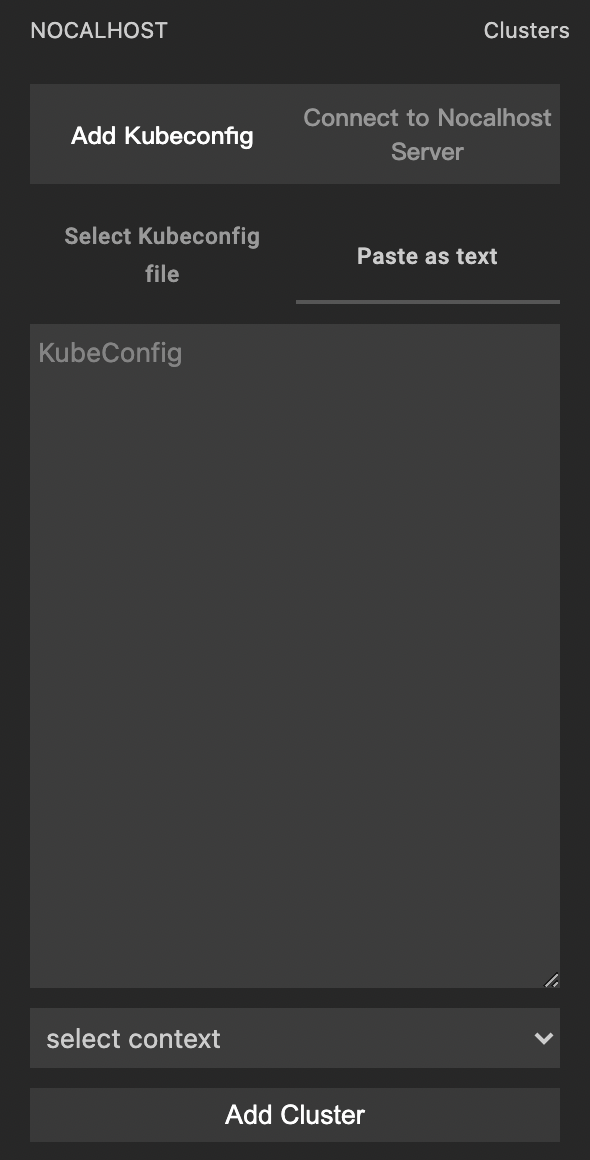 NOCALHOST Clusters
Add Kubeconfig
Connect to Nocalhost
Server
Select Kubeconfig
file
Paste as text
KubeConfig
select context
Add Cluster